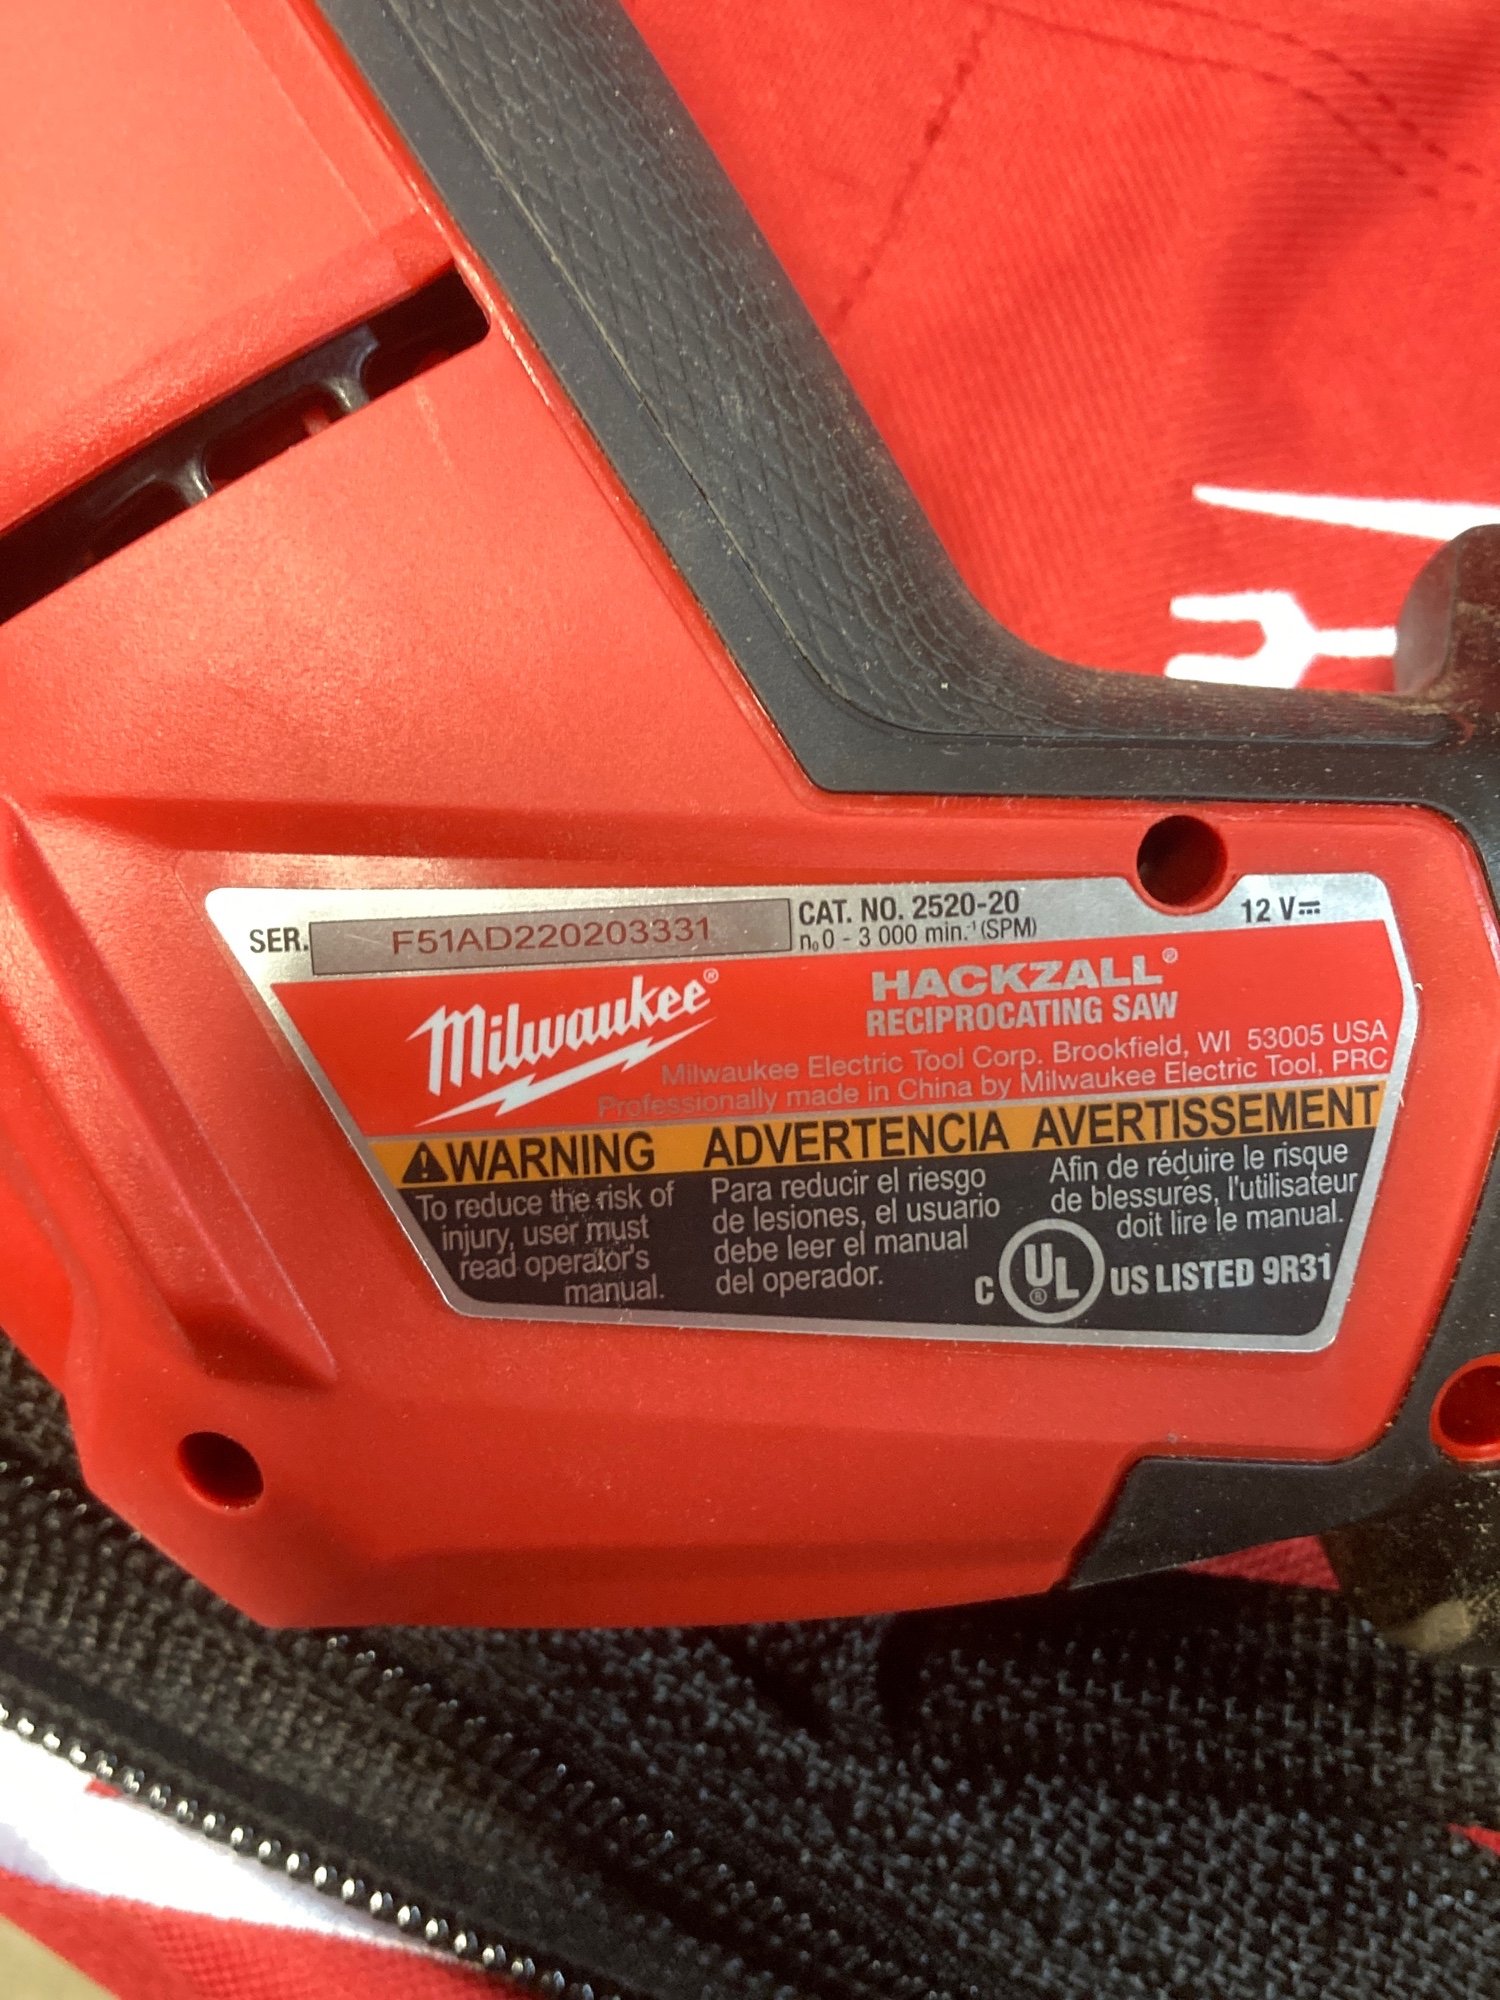 SER. F51AD220203331
CAT. NO. 2520-20
n₀ 0 - 3 000 min.⁻¹ (SPM)
12 V⎓
Milwaukee®
HACKZALL®
RECIPROCATING SAW
Milwaukee Electric Tool Corp. Brookfield, WI 53005 USA
Professionally made in China by Milwaukee Electric Tool, PRC
⚠WARNING
To reduce the risk of
injury, user must
read operator's
manual.
ADVERTENCIA
Para reducir el riesgo
de lesiones, el usuario
debe leer el manual
del operador.
AVERTISSEMENT
Afin de réduire le risque
de blessures, l'utilisateur
doit lire le manual.
C UL® US LISTED 9R31